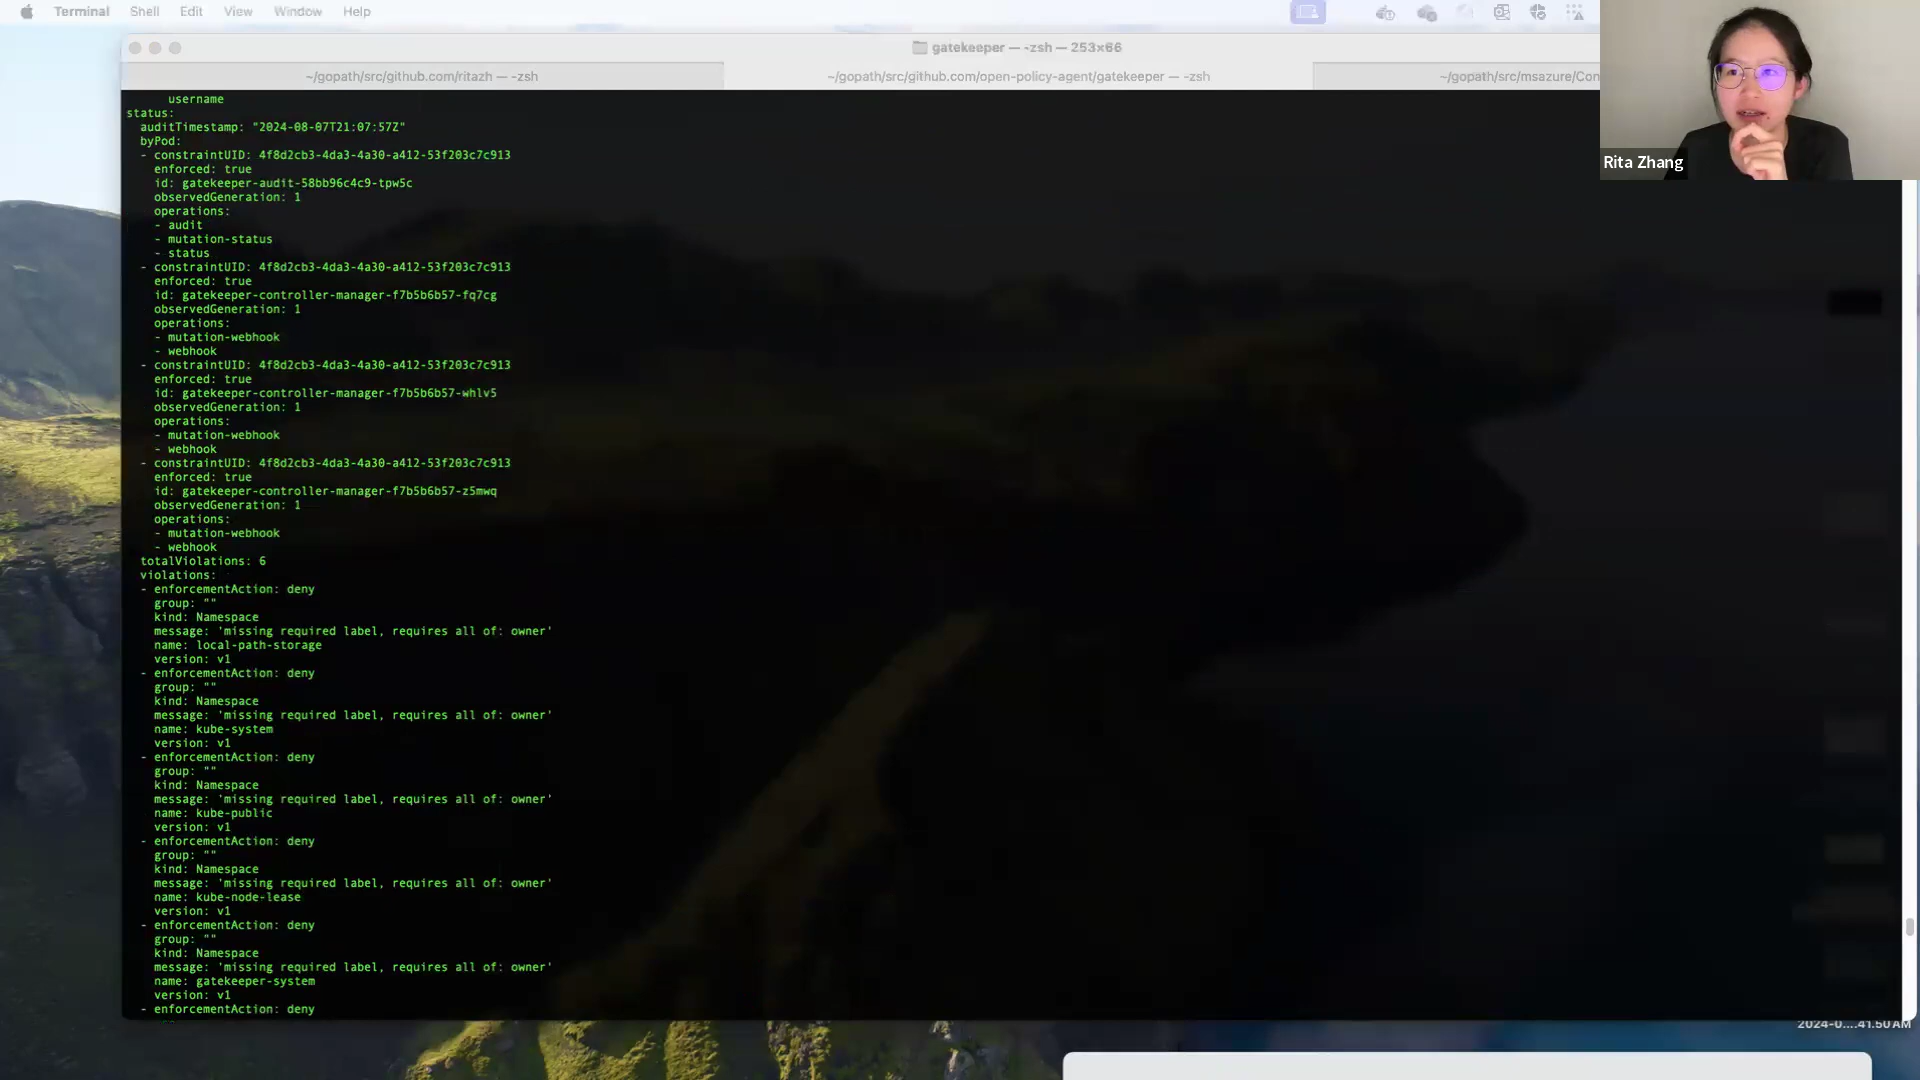 Terminal Shell Edit View Window Help
gatekeeper — -zsh — 253×66
~/gopath/src/github.com/ritazh — -zsh
~/gopath/src/github.com/open-policy-agent/gatekeeper — -zsh
~/gopath/src/msazure/Con
Rita Zhang
username
status:
auditTimestamp: "2024-08-07T21:07:57Z"
byPod:
- constraintUID: 4f8d2cb3-4da3-4a30-a412-53f203c7c913
enforced: true
id: gatekeeper-audit-58bb96c4c9-tpw5c
observedGeneration: 1
operations:
- audit
- mutation-status
- status
- constraintUID: 4f8d2cb3-4da3-4a30-a412-53f203c7c913
enforced: true
id: gatekeeper-controller-manager-f7b5b6b57-fq7cg
observedGeneration: 1
operations:
- mutation-webhook
- webhook
- constraintUID: 4f8d2cb3-4da3-4a30-a412-53f203c7c913
enforced: true
id: gatekeeper-controller-manager-f7b5b6b57-whlv5
observedGeneration: 1
operations:
- mutation-webhook
- webhook
- constraintUID: 4f8d2cb3-4da3-4a30-a412-53f203c7c913
enforced: true
id: gatekeeper-controller-manager-f7b5b6b57-z5mwq
observedGeneration: 1
operations:
- mutation-webhook
- webhook
totalViolations: 6
violations:
- enforcementAction: deny
group: ""
kind: Namespace
message: 'missing required label, requires all of: owner'
name: local-path-storage
version: v1
- enforcementAction: deny
group: ""
kind: Namespace
message: 'missing required label, requires all of: owner'
name: kube-system
version: v1
- enforcementAction: deny
group: ""
kind: Namespace
message: 'missing required label, requires all of: owner'
name: kube-public
version: v1
- enforcementAction: deny
group: ""
kind: Namespace
message: 'missing required label, requires all of: owner'
name: kube-node-lease
version: v1
- enforcementAction: deny
group: ""
kind: Namespace
message: 'missing required label, requires all of: owner'
name: gatekeeper-system
version: v1
- enforcementAction: deny
2024-0....41.50 AM